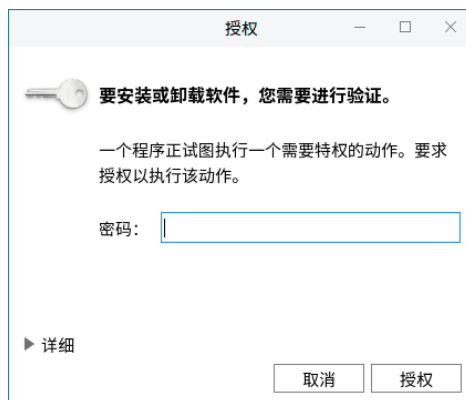 授权
要安装或卸载软件，您需要进行验证。
一个程序正试图执行一个需要特权的动作。要求
授权以执行该动作。
密码：
详细
取消 授权